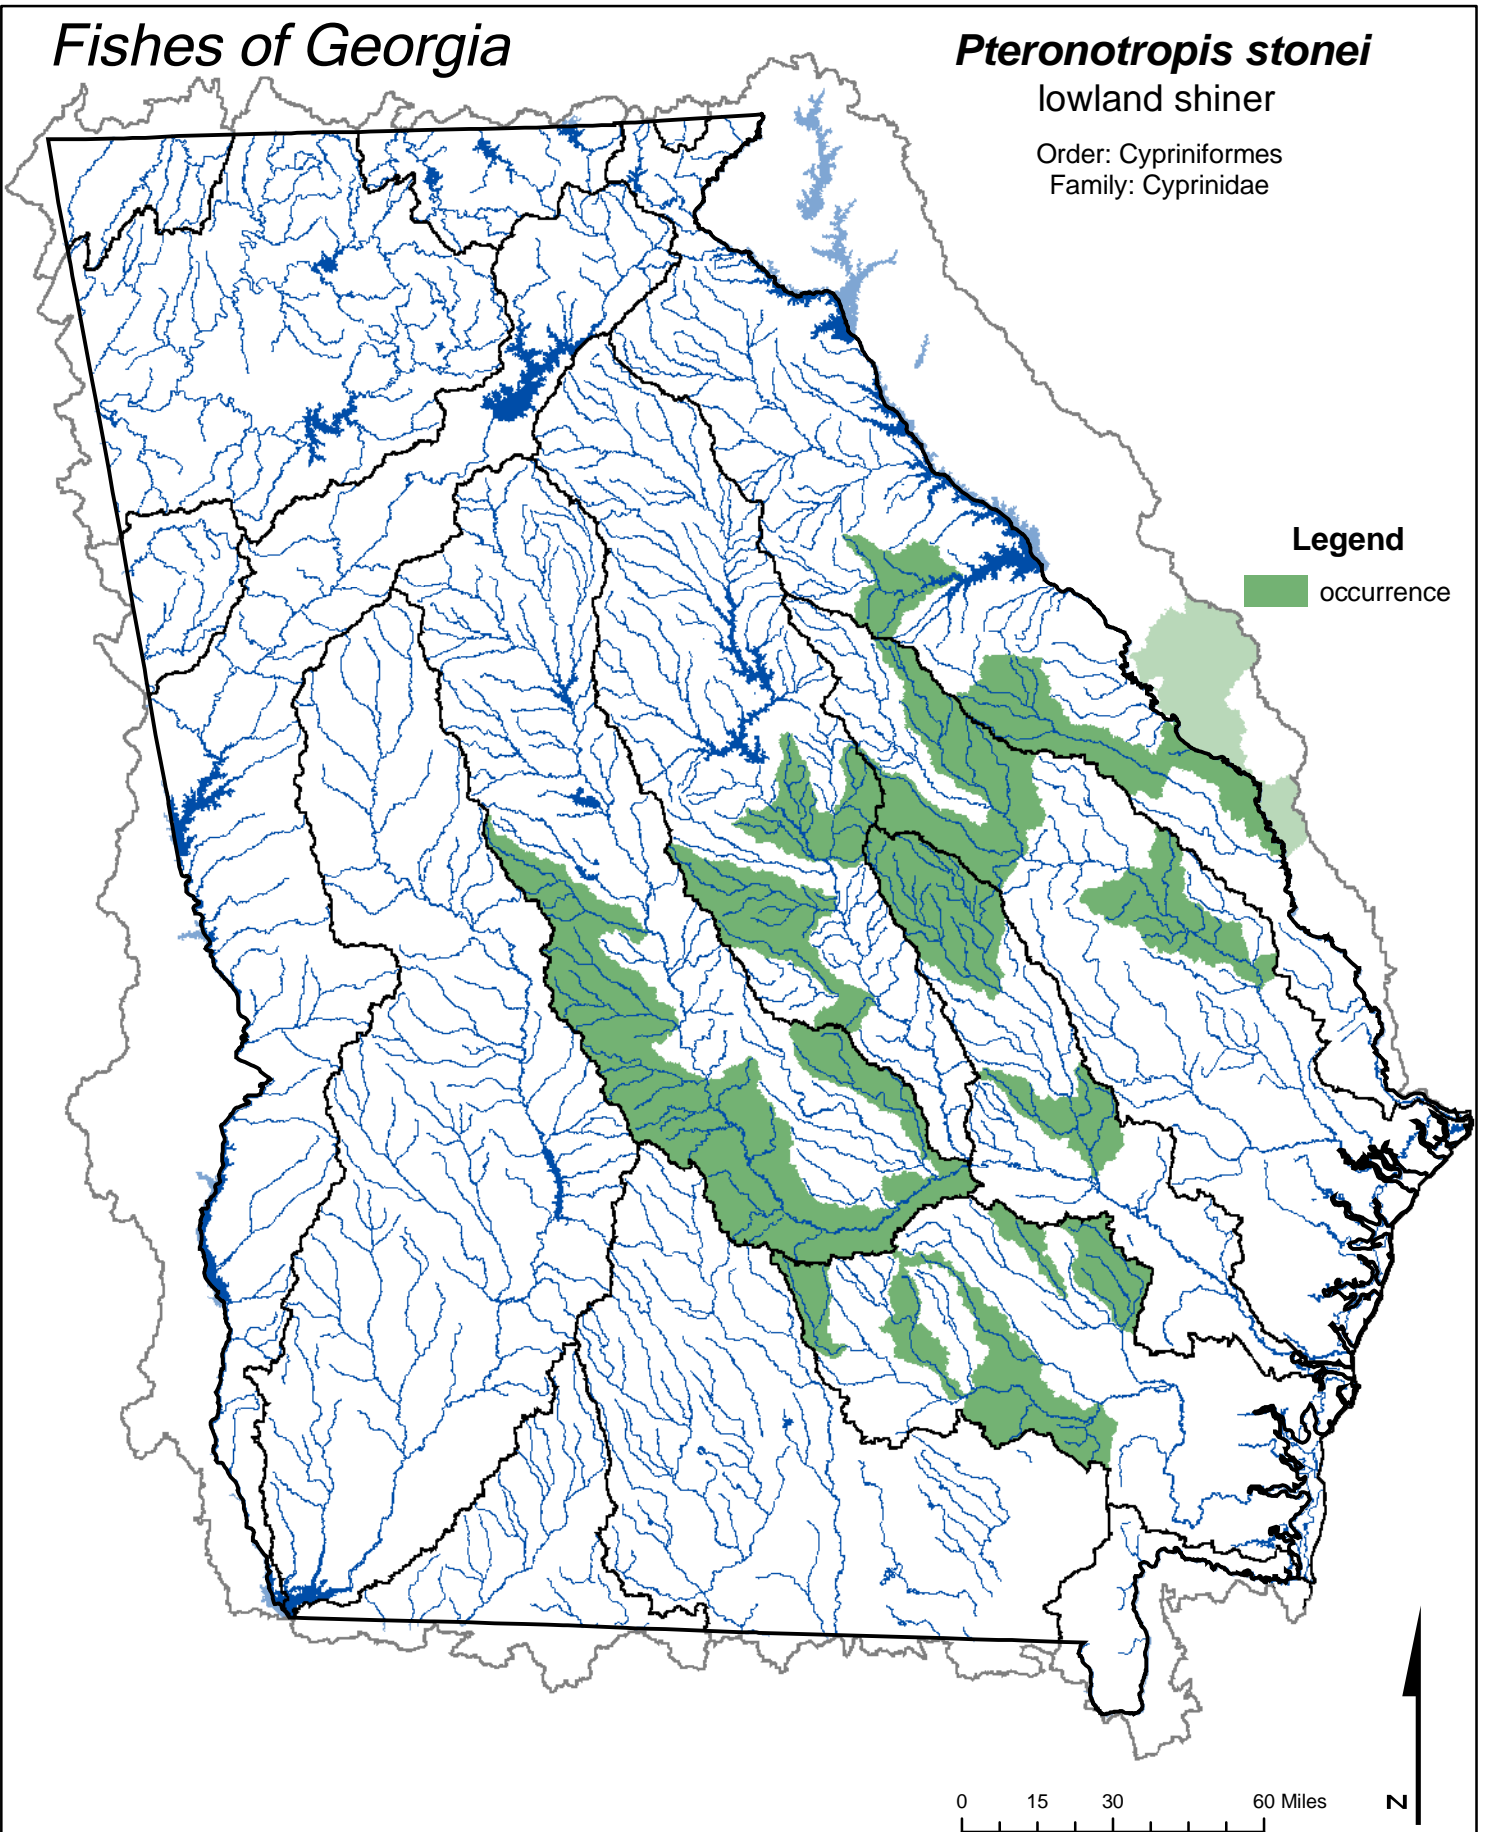 Fishes of Georgia
Pteronotropis stonei
lowland shiner
Order: Cypriniformes
Family: Cyprinidae
Legend
occurrence
0 15 30 60 Miles
N